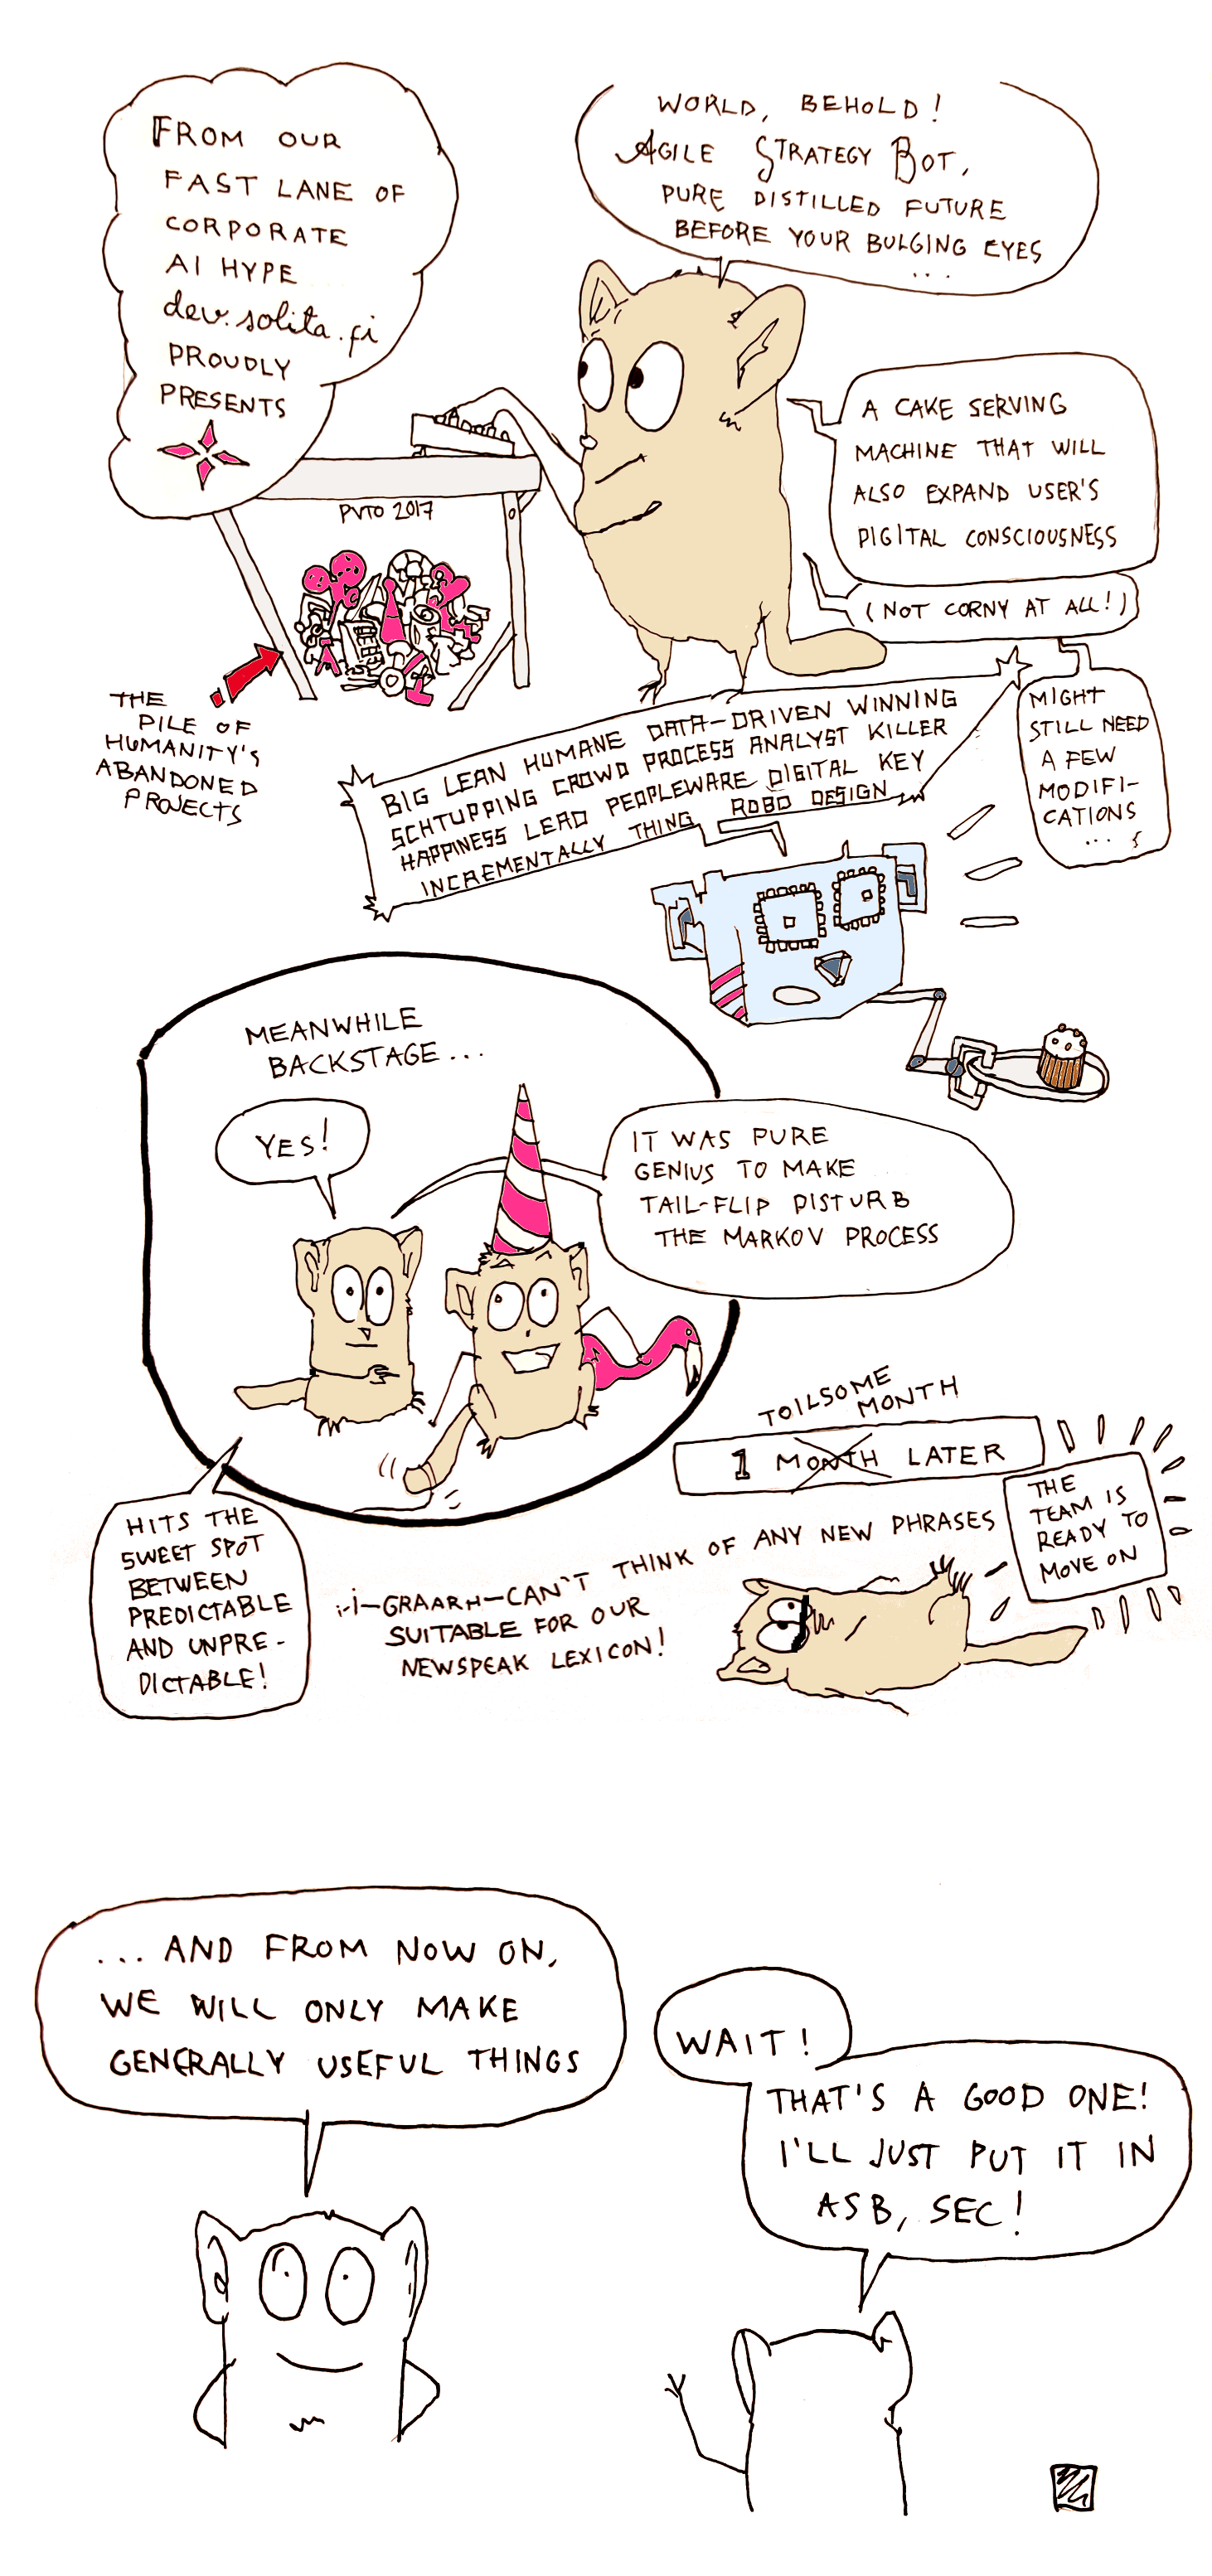 FROM OUR
FAST LANE OF
CORPORATE
AI HYPE
dev.solita.fi
PROUDLY
PRESENTS
WORLD, BEHOLD!
AGILE STRATEGY BOT,
PURE DISTILLED FUTURE
BEFORE YOUR BULGING EYES
...
A CAKE SERVING
MACHINE THAT WILL
ALSO EXPAND USER'S
DIGITAL CONSCIOUSNESS
(NOT CORNY AT ALL!)
MIGHT
STILL NEED
A FEW
MODIFI-
CATIONS
...
PVTO 2017
THE
PILE OF
HUMANITY'S
ABANDONED
PROJECTS
BIG LEAN HUMANE DATA-DRIVEN WINNING
SCHTUPPING CROWD PROCESS ANALYST KILLER
HAPPINESS LEAD PEOPLEWARE DIGITAL KEY
INCREMENTALLY THING ROBO DESIGN
MEANWHILE
BACKSTAGE...
YES!
IT WAS PURE
GENIUS TO MAKE
TAIL-FLIP DISTURB
THE MARKOV PROCESS
HITS THE
SWEET SPOT
BETWEEN
PREDICTABLE
AND UNPRE-
DICTABLE!
TOILSOME
MONTH
1 MONTH LATER
THE
TEAM IS
READY TO
MOVE ON
I-I-GRAARH-CAN'T THINK OF ANY NEW PHRASES
SUITABLE FOR OUR
NEWSPEAK LEXICON!
... AND FROM NOW ON,
WE WILL ONLY MAKE
GENERALLY USEFUL THINGS
WAIT!
THAT'S A GOOD ONE!
I'LL JUST PUT IT IN
ASB, SEC!